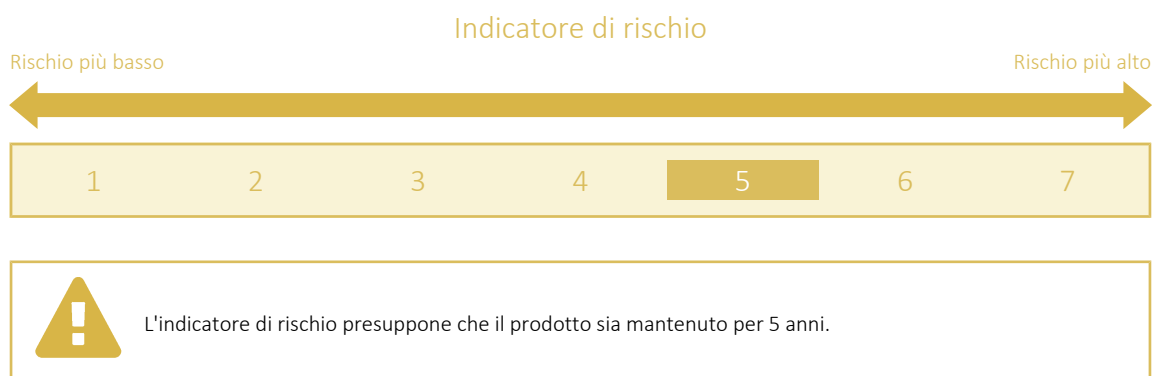 Indicatore di rischio
Rischio più basso Rischio più alto
1 2 3 4 5 6 7
L'indicatore di rischio presuppone che il prodotto sia mantenuto per 5 anni.